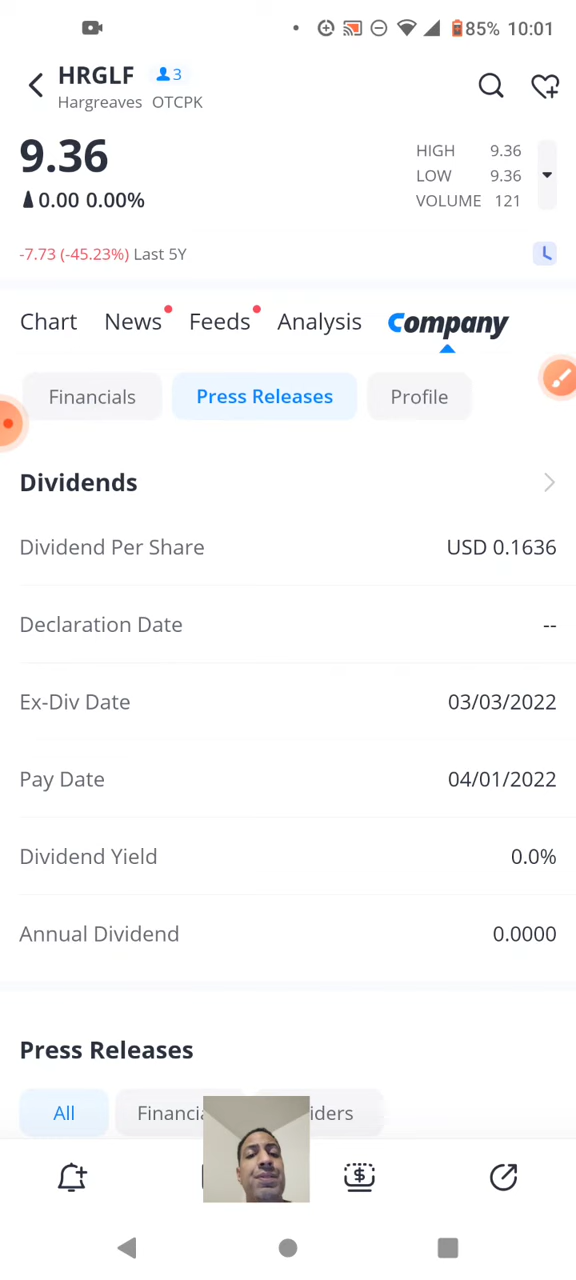 85% 10:01
HRGLF 3
Hargreaves OTCPK
9.36
0.00 0.00%
HIGH 9.36
LOW 9.36
VOLUME 121
-7.73 (-45.23%) Last 5Y
Chart News Feeds Analysis Company
Financials Press Releases Profile
Dividends
Dividend Per Share USD 0.1636
Declaration Date --
Ex-Div Date 03/03/2022
Pay Date 04/01/2022
Dividend Yield 0.0%
Annual Dividend 0.0000
Press Releases
All